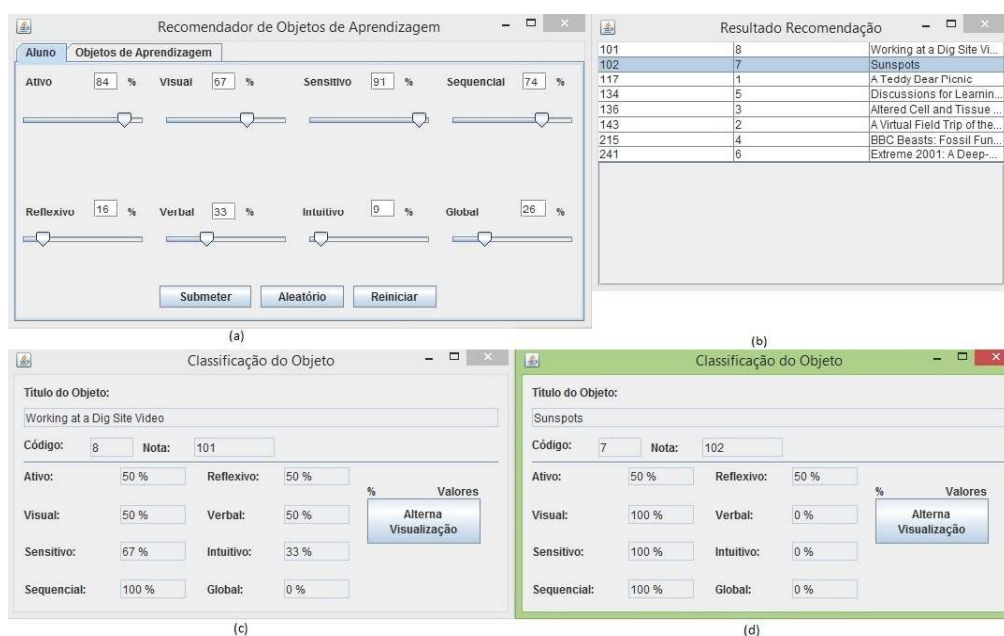 Recomendador de Objetos de Aprendizagem
Aluno Objetos de Aprendizagem
Ativo 84 % Visual 67 % Sensitivo 91 % Sequencial 74 %
Reflexivo 16 % Verbal 33 % Intuitivo 9 % Global 26 %
Submeter Aleatório Reiniciar
(a)
Resultado Recomendação
101 8 Working at a Dig Site Vi...
102 7 Sunspots
117 1 A Teddy Bear Picnic
134 5 Discussions for Learnin...
136 3 Altered Cell and Tissue ...
143 2 A Virtual Field Trip of the...
215 4 BBC Beasts: Fossil Fun...
241 6 Extreme 2001: A Deep-...
(b)
Classificação do Objeto
Título do Objeto:
Working at a Dig Site Video
Código: 8 Nota: 101
Ativo: 50 % Reflexivo: 50 %
% Valores
Visual: 50 % Verbal: 50 %
Alterna
Visualização
Sensitivo: 67 % Intuitivo: 33 %
Sequencial: 100 % Global: 0 %
(c)
Classificação do Objeto
Título do Objeto:
Sunspots
Código: 7 Nota: 102
Ativo: 50 % Reflexivo: 50 %
% Valores
Visual: 100 % Verbal: 0 %
Alterna
Visualização
Sensitivo: 100 % Intuitivo: 0 %
Sequencial: 100 % Global: 0 %
(d)